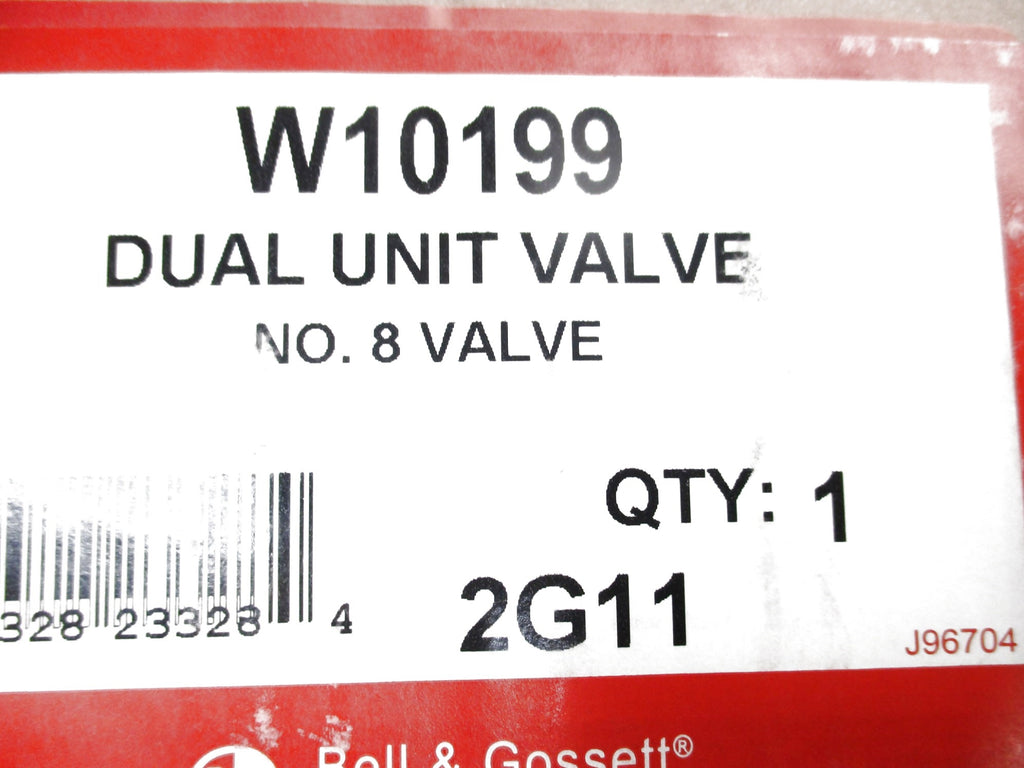 W10199
DUAL UNIT VALVE
NO. 8 VALVE
QTY: 1
328 23328 4
2G11
J96704
Bell & Gossett®